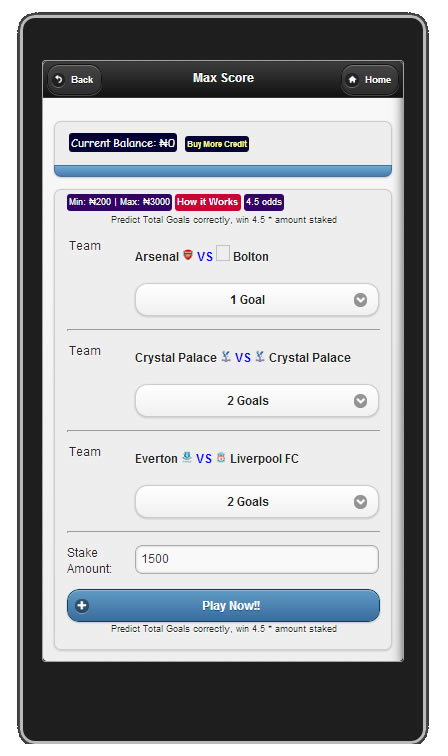 Back
Max Score
Home
Current Balance: ₦0
Buy More Credit
Min: ₦200 | Max: ₦3000
How it Works
4.5 odds
Predict Total Goals correctly, win 4.5 * amount staked
Team
Arsenal VS Bolton
1 Goal
Team
Crystal Palace VS Crystal Palace
2 Goals
Team
Everton VS Liverpool FC
2 Goals
Stake
Amount:
1500
Play Now!!
Predict Total Goals correctly, win 4.5 * amount staked